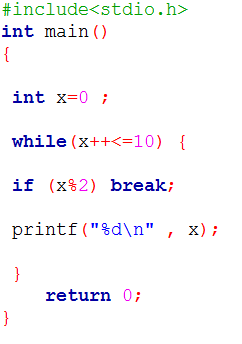 #include<stdio.h>
int main()
{
int x=0 ;
while(x++<=10) {
if (x%2) break;
printf("%d\n" , x);
}
return 0;
}